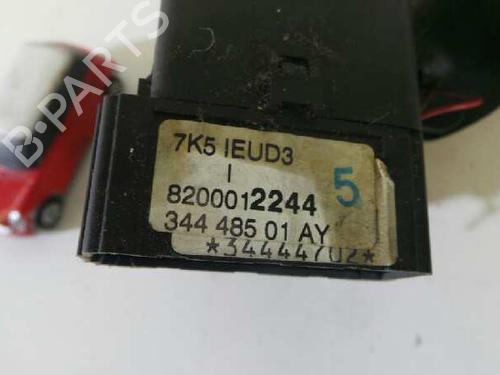 B-PARTS
7K5 IEUD3
I
8200012244 5
344 485 01 AY
*34444702*